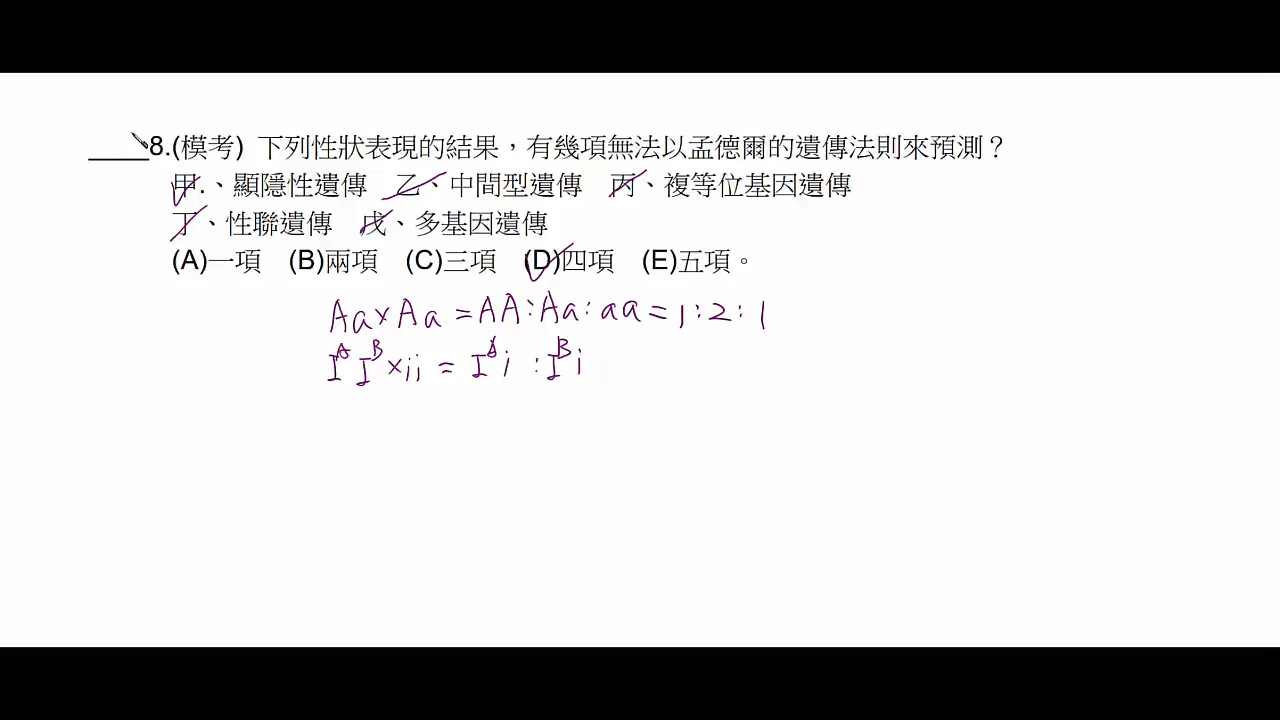 ____8.(模考) 下列性狀表現的結果，有幾項無法以孟德爾的遺傳法則來預測？
甲.、顯隱性遺傳 乙、中間型遺傳 丙、複等位基因遺傳
丁、性聯遺傳 戊、多基因遺傳
(A)一項 (B)兩項 (C)三項 (D)四項 (E)五項。
Aa×Aa=AA:Aa:aa=1:2:1
I^A I^B ×ii = I^A i : I^B i